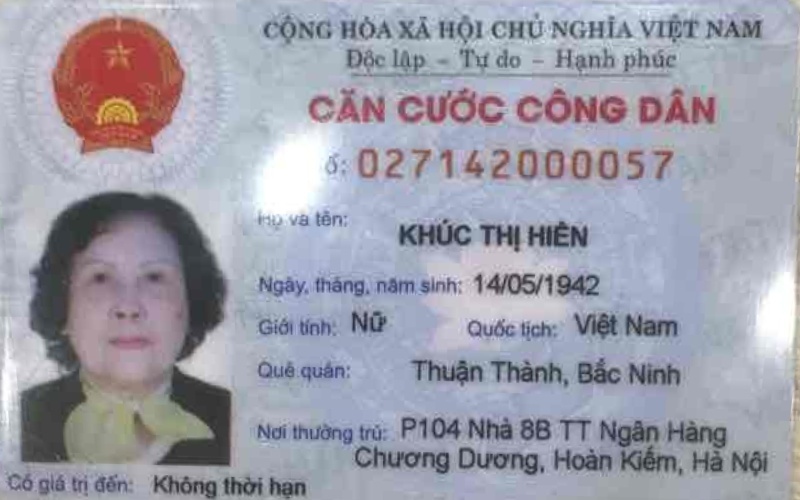 CỘNG HÒA XÃ HỘI CHỦ NGHĨA VIỆT NAM
Độc lập - Tự do - Hạnh phúc
CĂN CƯỚC CÔNG DÂN
Số: 027142000057
Họ và tên:
KHÚC THỊ HIÊN
Ngày, tháng, năm sinh: 14/05/1942
Giới tính: Nữ Quốc tịch: Việt Nam
Quê quán: Thuận Thành, Bắc Ninh
Nơi thường trú: P104 Nhà 8B TT Ngân Hàng
Chương Dương, Hoàn Kiếm, Hà Nội
Có giá trị đến: Không thời hạn